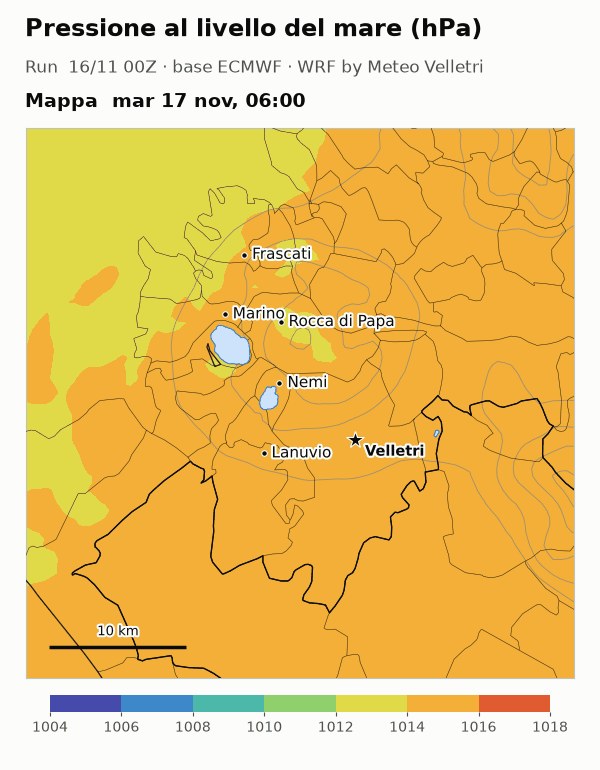 Pressione al livello del mare (hPa)
Run  16/11 00Z · base ECMWF · WRF by Meteo Velletri
Mappa  mar 17 nov, 06:00
Frascati
Marino
Rocca di Papa
Nemi
Velletri
Lanuvio
10 km
1004 1006 1008 1010 1012 1014 1016 1018